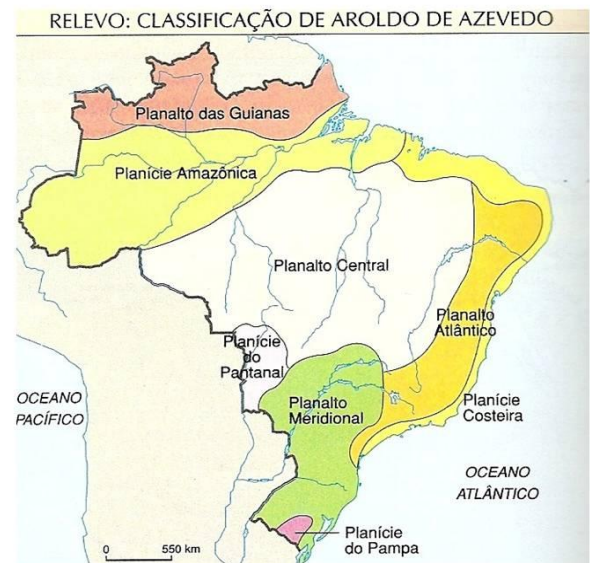 RELEVO: CLASSIFICAÇÃO DE AROLDO DE AZEVEDO
Planalto das Guianas
Planície Amazônica
Planalto Central
Planalto
Atlântico
Planície
do
Pantanal
Planalto
Meridional
Planície
Costeira
OCEANO
PACÍFICO
OCEANO
ATLÂNTICO
Planície
do Pampa
0 550 km